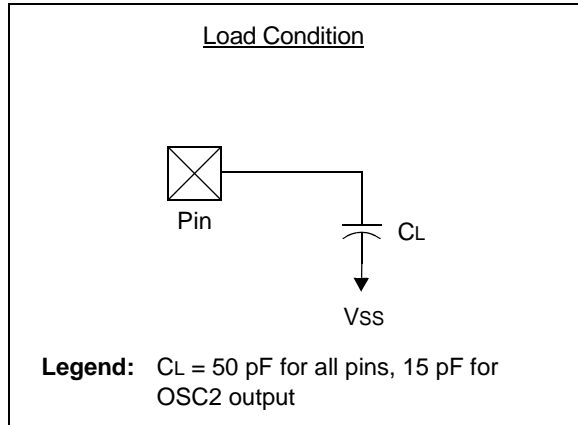 Load Condition
Pin
CL
VSS
Legend: CL = 50 pF for all pins, 15 pF for
OSC2 output